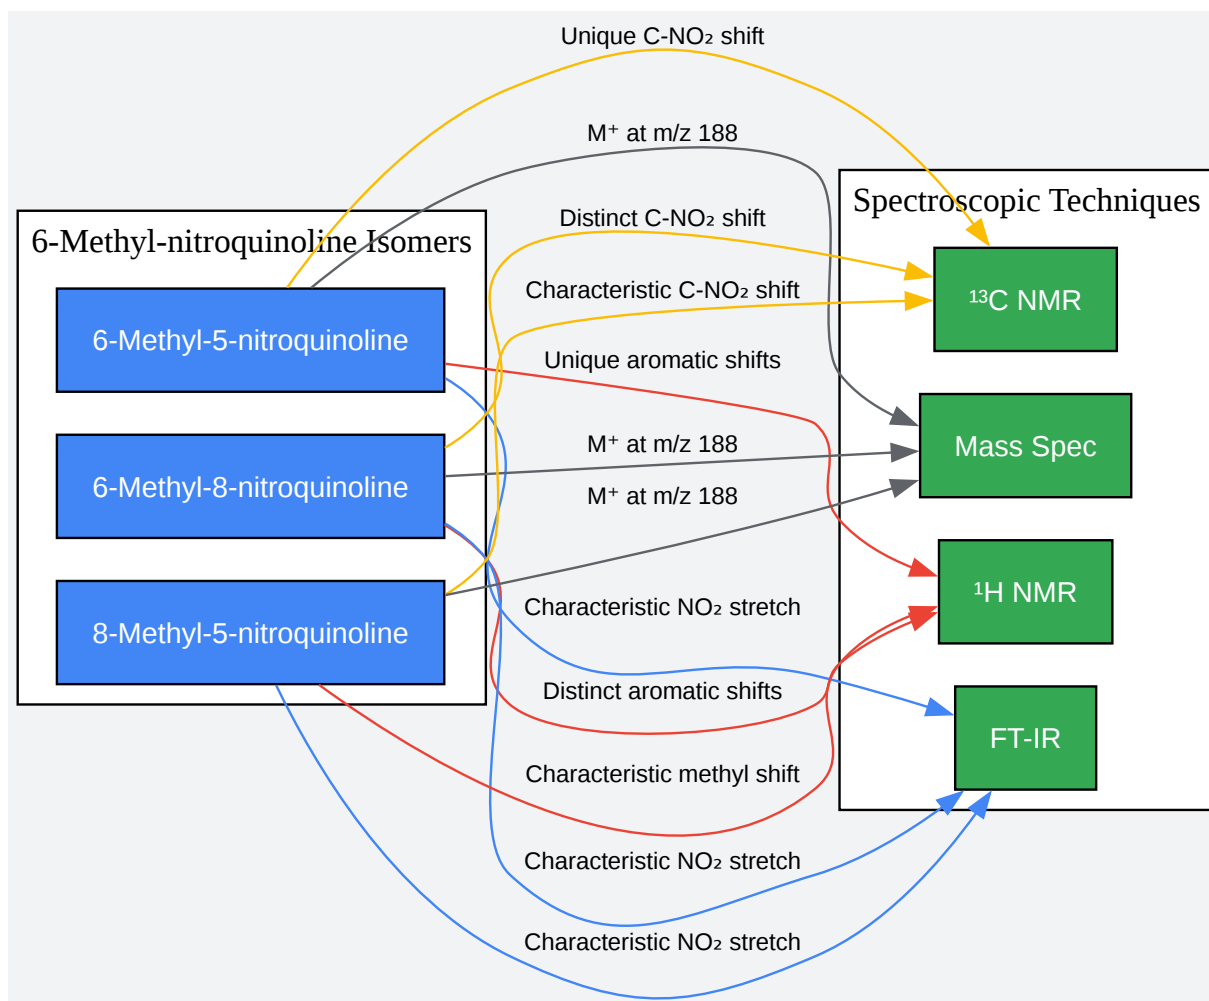 Unique C-NO₂ shift
M⁺ at m/z 188
Spectroscopic Techniques
6-Methyl-nitroquinoline Isomers
Distinct C-NO₂ shift
Characteristic C-NO₂ shift
¹³C NMR
6-Methyl-5-nitroquinoline
Unique aromatic shifts
M⁺ at m/z 188
Mass Spec
6-Methyl-8-nitroquinoline
M⁺ at m/z 188
¹H NMR
Characteristic NO₂ stretch
8-Methyl-5-nitroquinoline
Distinct aromatic shifts
FT-IR
Characteristic methyl shift
Characteristic NO₂ stretch
Characteristic NO₂ stretch